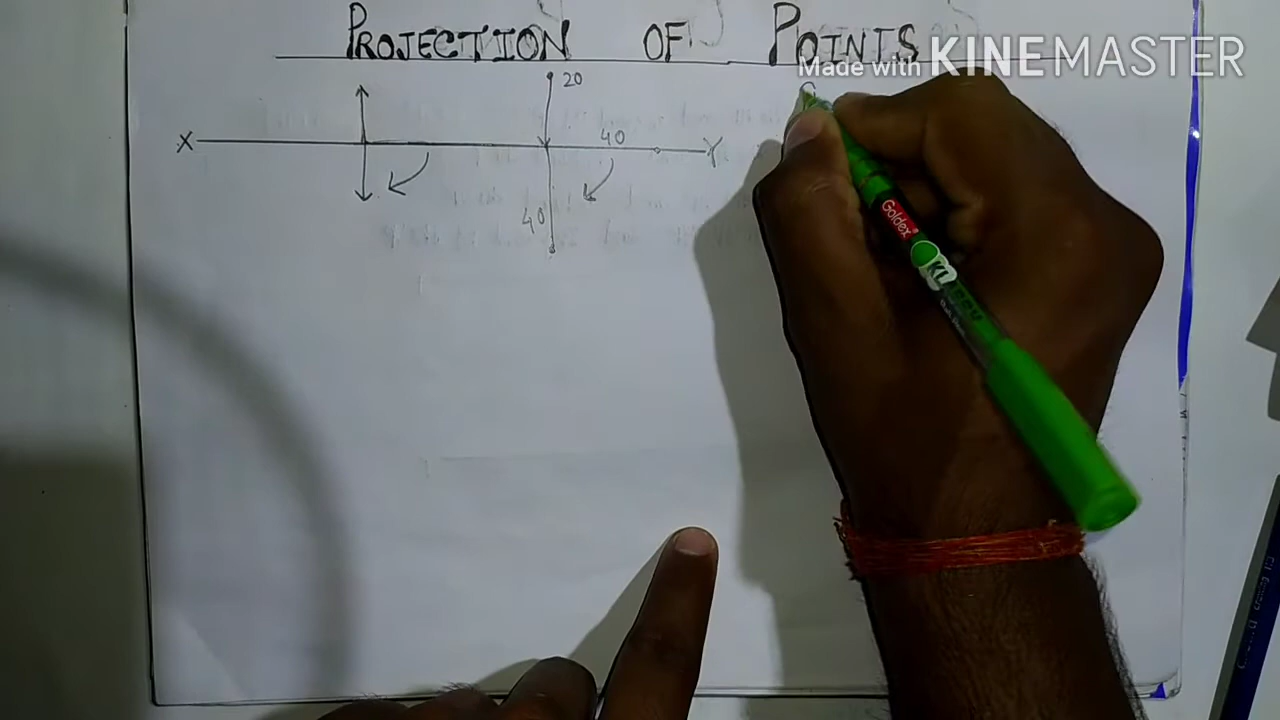 PROJECTION OF POINTS
Made with KINEMASTER
20
X 40 Y
40
Goldex